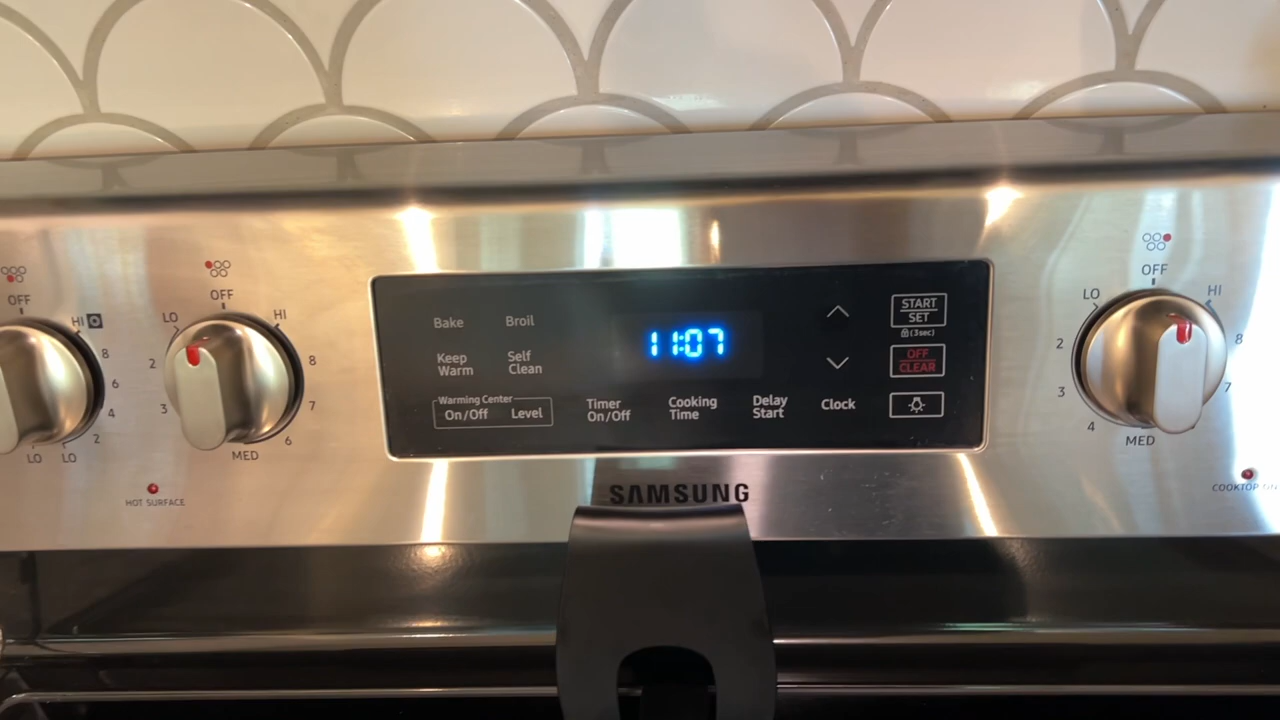 OFF
HI
8
6
4
2
LO
LO
OFF
LO
HI
2
8
3
7
6
MED
HOT SURFACE
Bake
Broil
Keep
Warm
Self
Clean
Warming Center
On/Off
Level
11:07
Timer
On/Off
Cooking
Time
Delay
Start
Clock
START
SET
(3sec)
OFF
CLEAR
SAMSUNG
OFF
LO
HI
2
8
3
7
4
MED
COOKTOP ON